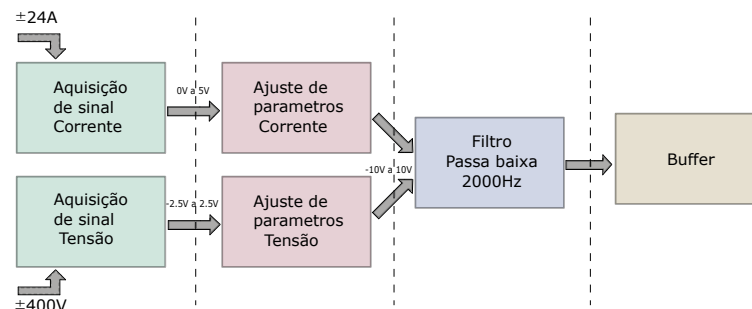 ±24A
Aquisição
de sinal
Corrente
0V a 5V
Ajuste de
parametros
Corrente
Aquisição
de sinal
Tensão
-2.5V a 2.5V
Ajuste de
parametros
Tensão
-10V a 10V
Filtro
Passa baixa
2000Hz
Buffer
±400V